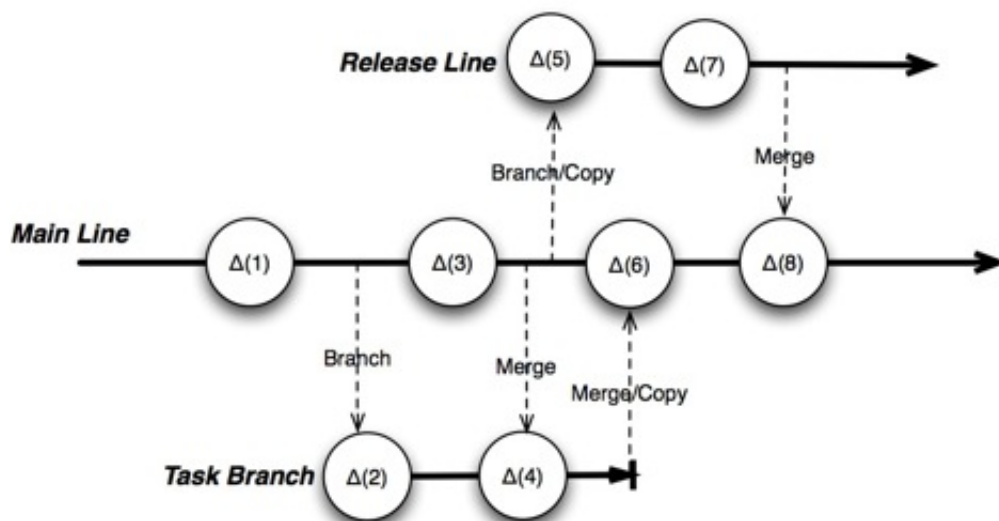 Release Line
Δ(5)
Δ(7)
Branch/Copy
Merge
Main Line
Δ(1)
Δ(3)
Δ(6)
Δ(8)
Branch
Merge
Merge/Copy
Task Branch
Δ(2)
Δ(4)